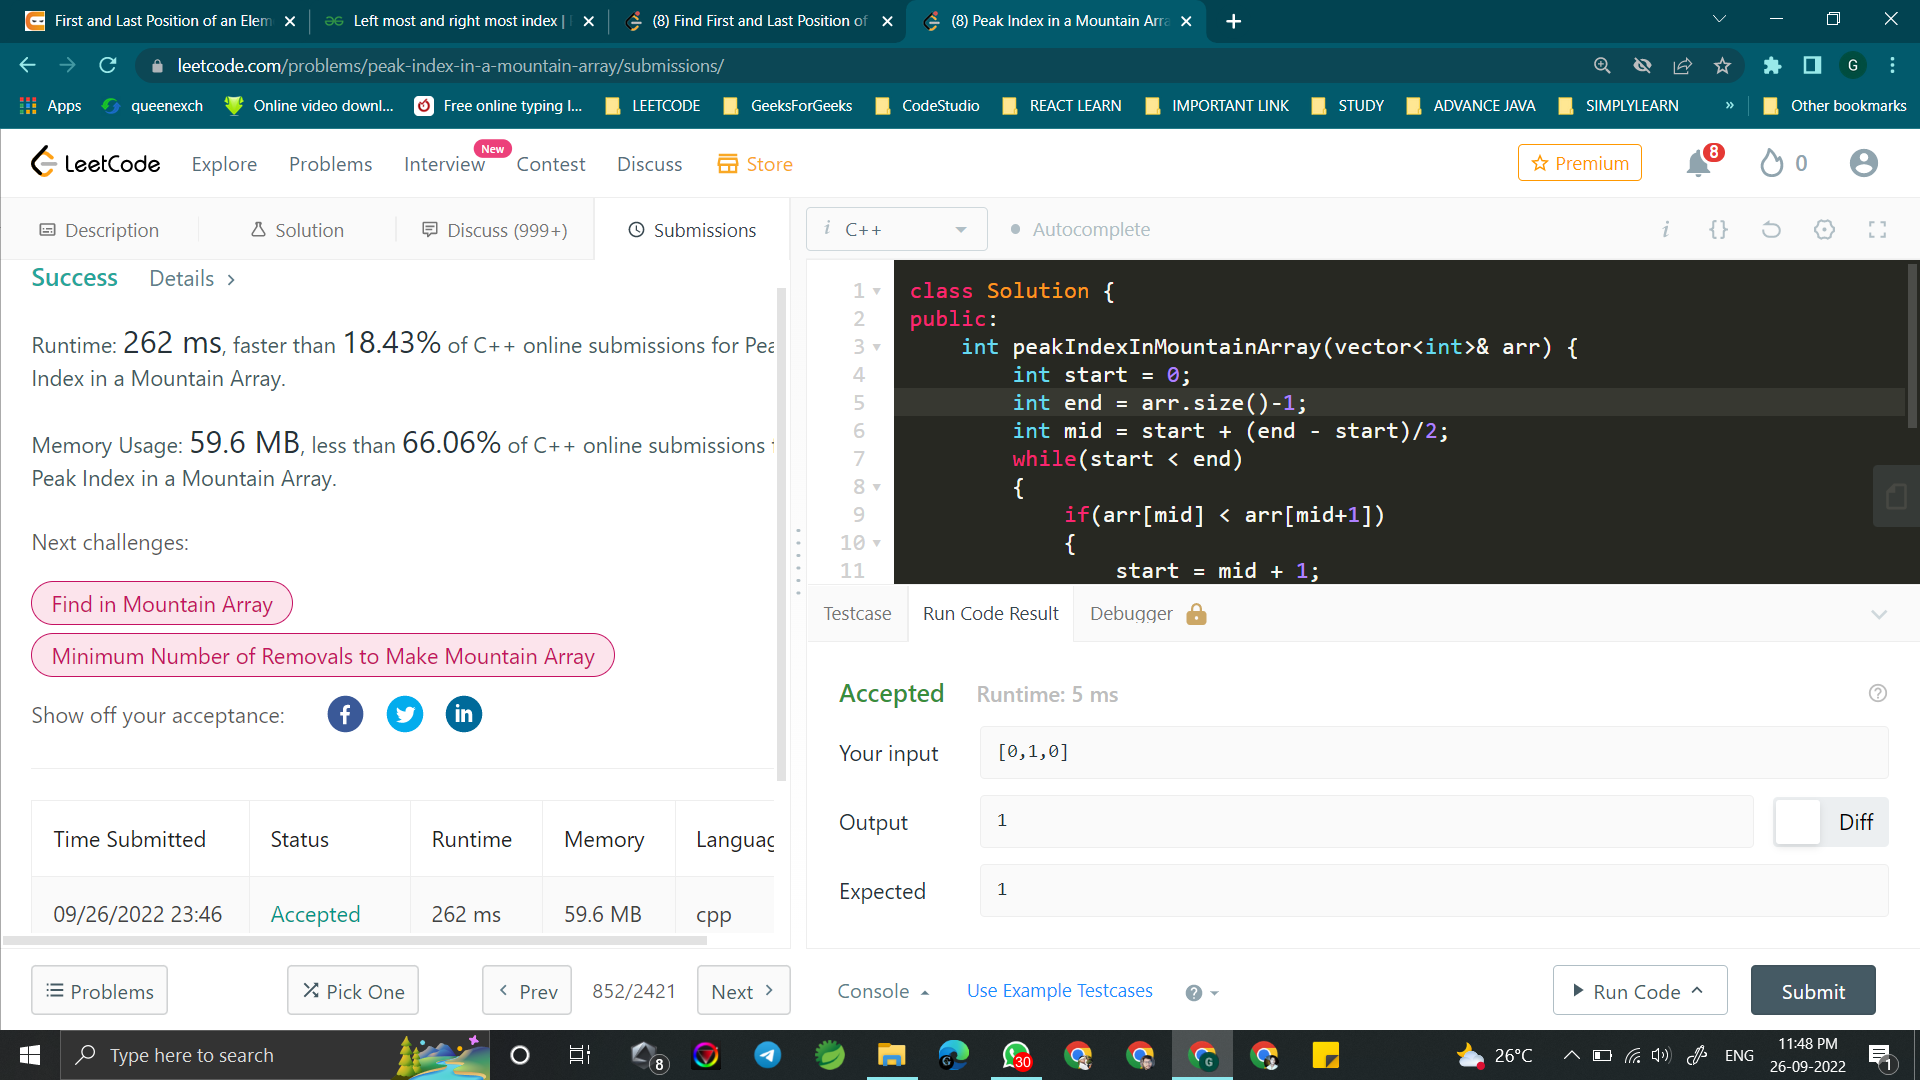 First and Last Position of an Elem
Left most and right most index |
(8) Find First and Last Position of
(8) Peak Index in a Mountain Arra
leetcode.com/problems/peak-index-in-a-mountain-array/submissions/
G
Apps
queenexch
Online video downl...
Free online typing l...
LEETCODE
GeeksForGeeks
CodeStudio
REACT LEARN
IMPORTANT LINK
STUDY
ADVANCE JAVA
SIMPLYLEARN
»
Other bookmarks
LeetCode
Explore
Problems
Interview
New
Contest
Discuss
Store
Premium
8
0
Description
Solution
Discuss (999+)
Submissions
i C++
Autocomplete
i {}
Success
Details >
Runtime: 262 ms, faster than 18.43% of C++ online submissions for Pea
Index in a Mountain Array.
Memory Usage: 59.6 MB, less than 66.06% of C++ online submissions
Peak Index in a Mountain Array.
Next challenges:
Find in Mountain Array
Minimum Number of Removals to Make Mountain Array
Show off your acceptance:
Time Submitted Status Runtime Memory Languag
09/26/2022 23:46 Accepted 262 ms 59.6 MB cpp
1 class Solution {
2 public:
3 int peakIndexInMountainArray(vector<int>& arr) {
4 int start = 0;
5 int end = arr.size()-1;
6 int mid = start + (end - start)/2;
7 while(start < end)
8 {
9 if(arr[mid] < arr[mid+1])
10 {
11 start = mid + 1;
Testcase
Run Code Result
Debugger
Accepted Runtime: 5 ms
Your input [0,1,0]
Output 1
Diff
Expected 1
Problems
Pick One
< Prev
852/2421
Next >
Console
Use Example Testcases
Run Code
Submit
Type here to search
8
30
G
26°C
ENG
11:48 PM
26-09-2022
1